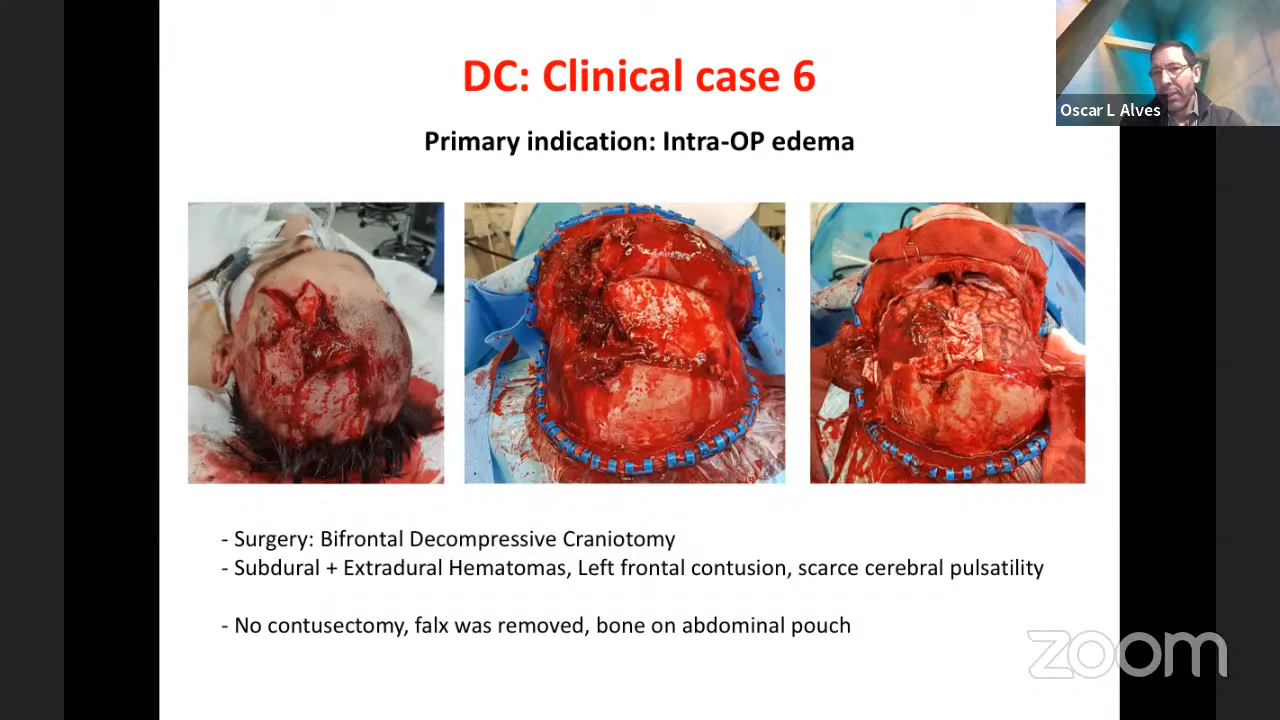 DC: Clinical case 6
Oscar L Alves
Primary indication: Intra-OP edema
- Surgery: Bifrontal Decompressive Craniotomy
- Subdural + Extradural Hematomas, Left frontal contusion, scarce cerebral pulsatility
- No contusectomy, falx was removed, bone on abdominal pouch
zoom